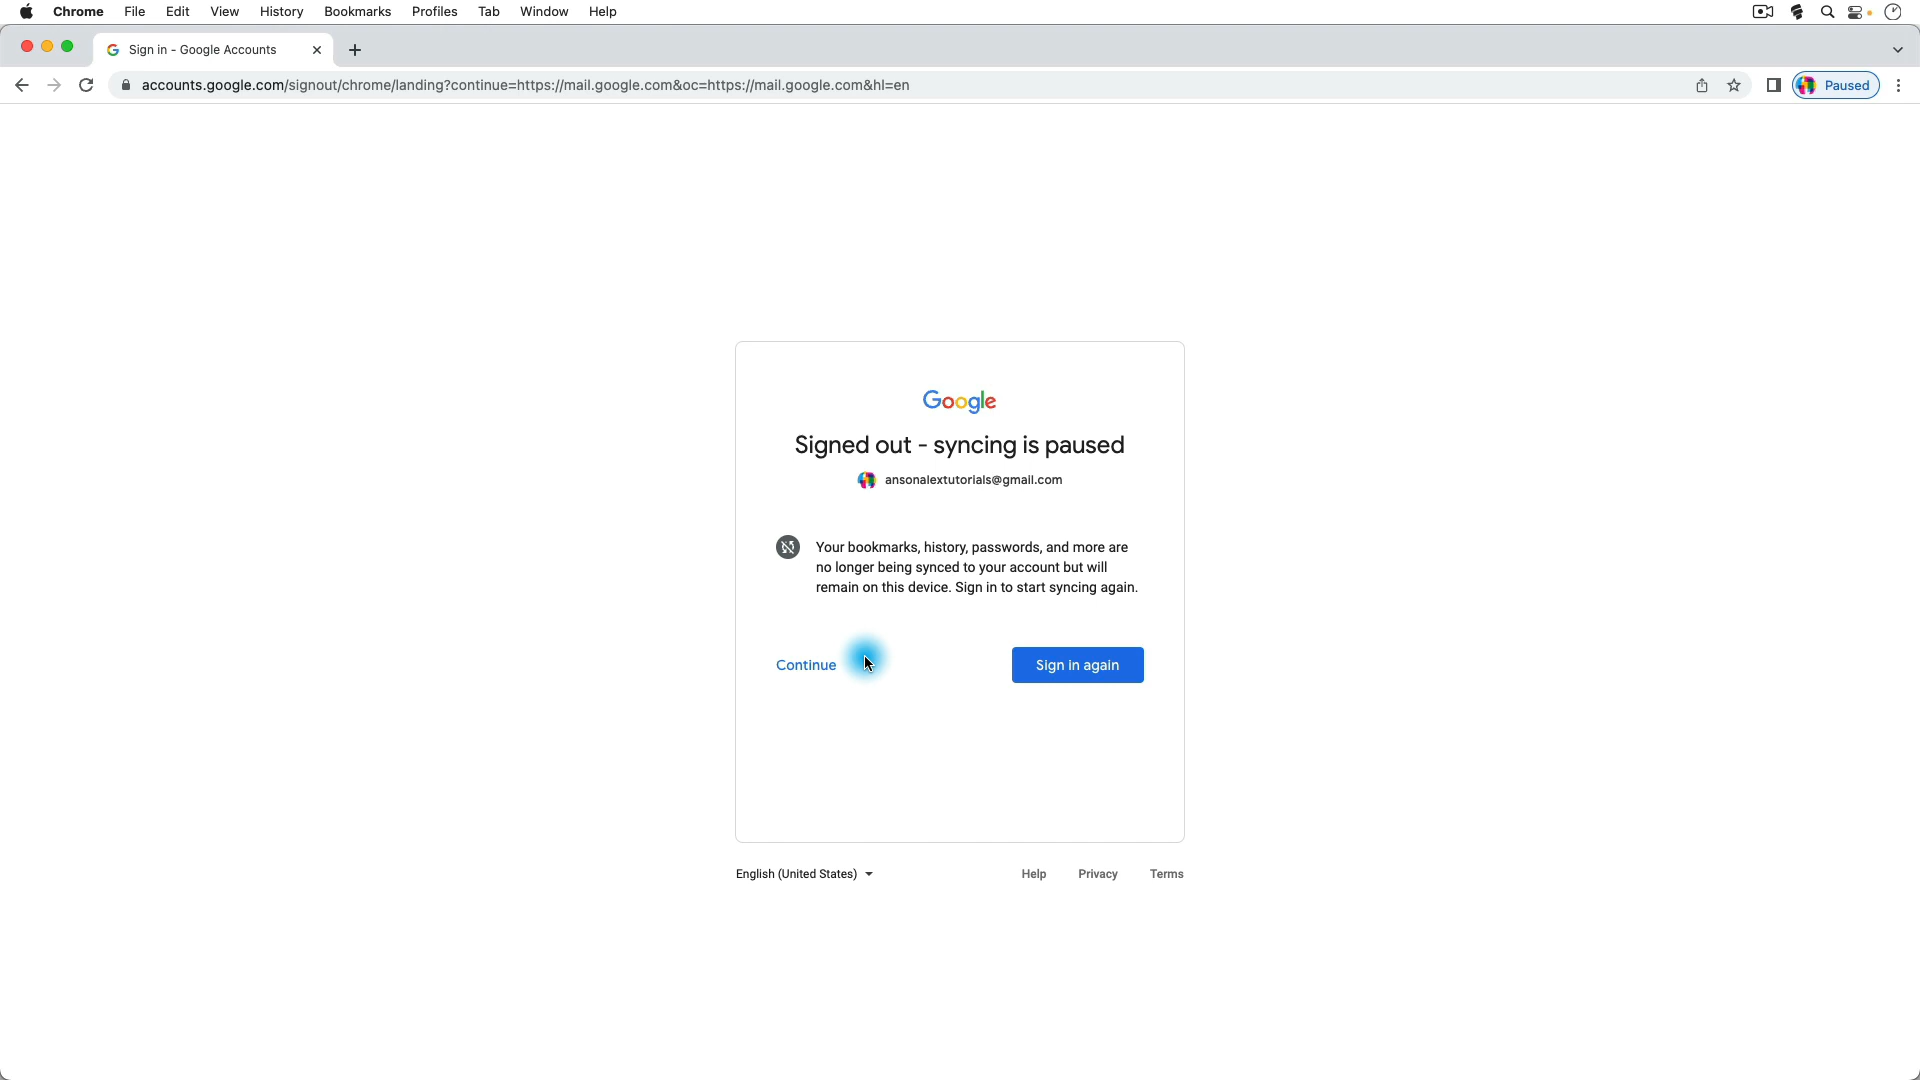 Chrome File Edit View History Bookmarks Profiles Tab Window Help
Sign in - Google Accounts
accounts.google.com/signout/chrome/landing?continue=https://mail.google.com&oc=https://mail.google.com&hl=en
Paused
Google
Signed out - syncing is paused
ansonalextutorials@gmail.com
Your bookmarks, history, passwords, and more are
no longer being synced to your account but will
remain on this device. Sign in to start syncing again.
Continue
Sign in again
English (United States)
Help Privacy Terms